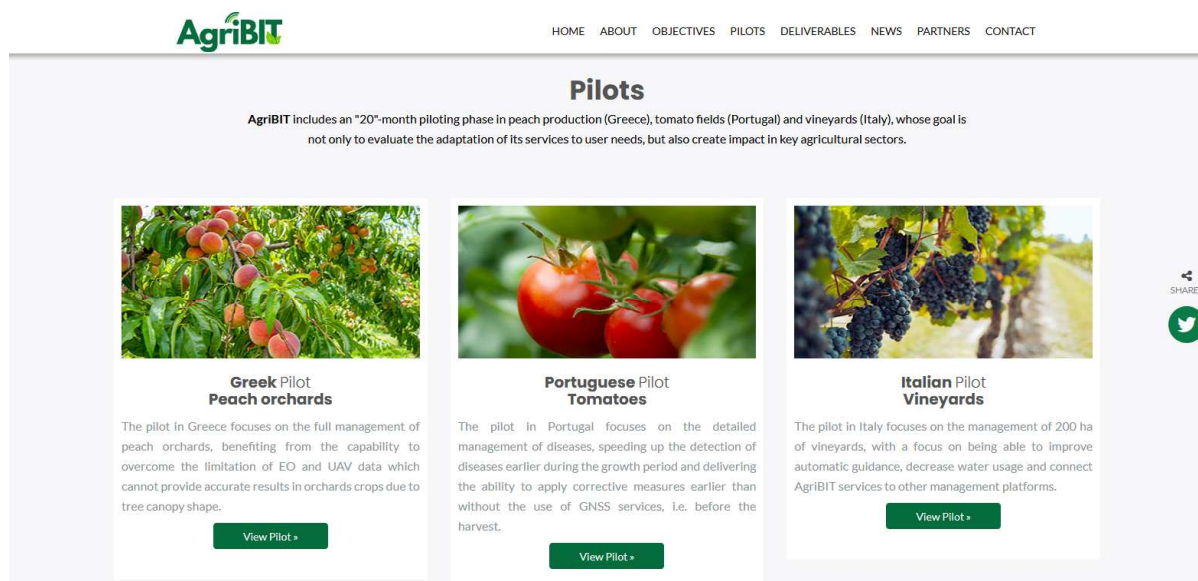 AgriBIT
HOME ABOUT OBJECTIVES PILOTS DELIVERABLES NEWS PARTNERS CONTACT
Pilots
AgriBIT includes an "20"-month piloting phase in peach production (Greece), tomato fields (Portugal) and vineyards (Italy), whose goal is
not only to evaluate the adaptation of its services to user needs, but also create impact in key agricultural sectors.
Greek Pilot
Peach orchards
The pilot in Greece focuses on the full management of
peach orchards, benefiting from the capability to
overcome the limitation of EO and UAV data which
cannot provide accurate results in orchards crops due to
tree canopy shape.
View Pilot »
Portuguese Pilot
Tomatoes
The pilot in Portugal focuses on the detailed
management of diseases, speeding up the detection of
diseases earlier during the growth period and delivering
the ability to apply corrective measures earlier than
without the use of GNSS services, i.e. before the
harvest.
View Pilot »
Italian Pilot
Vineyards
The pilot in Italy focuses on the management of 200 ha
of vineyards, with a focus on being able to improve
automatic guidance, decrease water usage and connect
AgriBIT services to other management platforms.
View Pilot »
SHARE